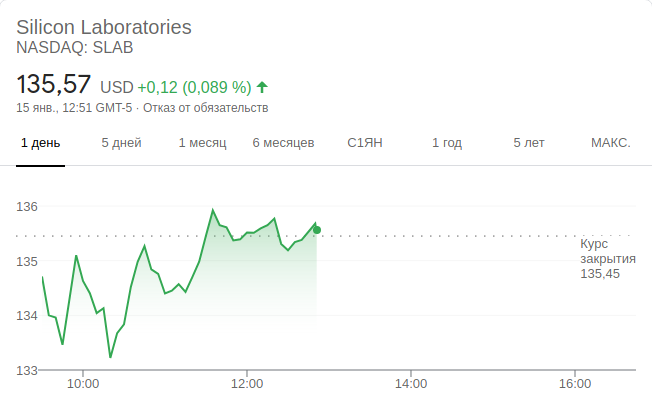 Silicon Laboratories
NASDAQ: SLAB
135,57 USD +0,12 (0,089 %)
15 янв., 12:51 GMT-5 · Отказ от обязательств
1 день 5 дней 1 месяц 6 месяцев С1ЯН 1 год 5 лет МАКС.
136
135
134
133
Курс
закрытия
135,45
10:00 12:00 14:00 16:00